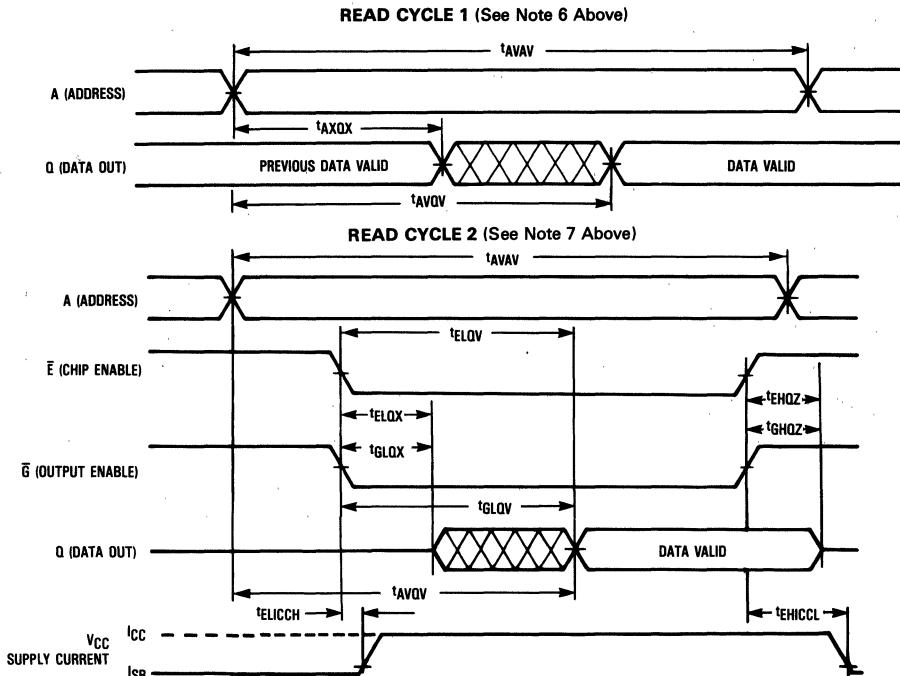 READ CYCLE 1 (See Note 6 Above)
tAVAV
A (ADDRESS)
tAXQX
Q (DATA OUT)
PREVIOUS DATA VALID
DATA VALID
tAVQV
READ CYCLE 2 (See Note 7 Above)
tAVAV
A (ADDRESS)
tELQV
E̅ (CHIP ENABLE)
tELQX
tEHQZ
tGLQX
tGHQZ
G̅ (OUTPUT ENABLE)
tGLQV
Q (DATA OUT)
DATA VALID
tAVQV
tELICCH
tEHICCL
VCC
ICC
SUPPLY CURRENT
ISB